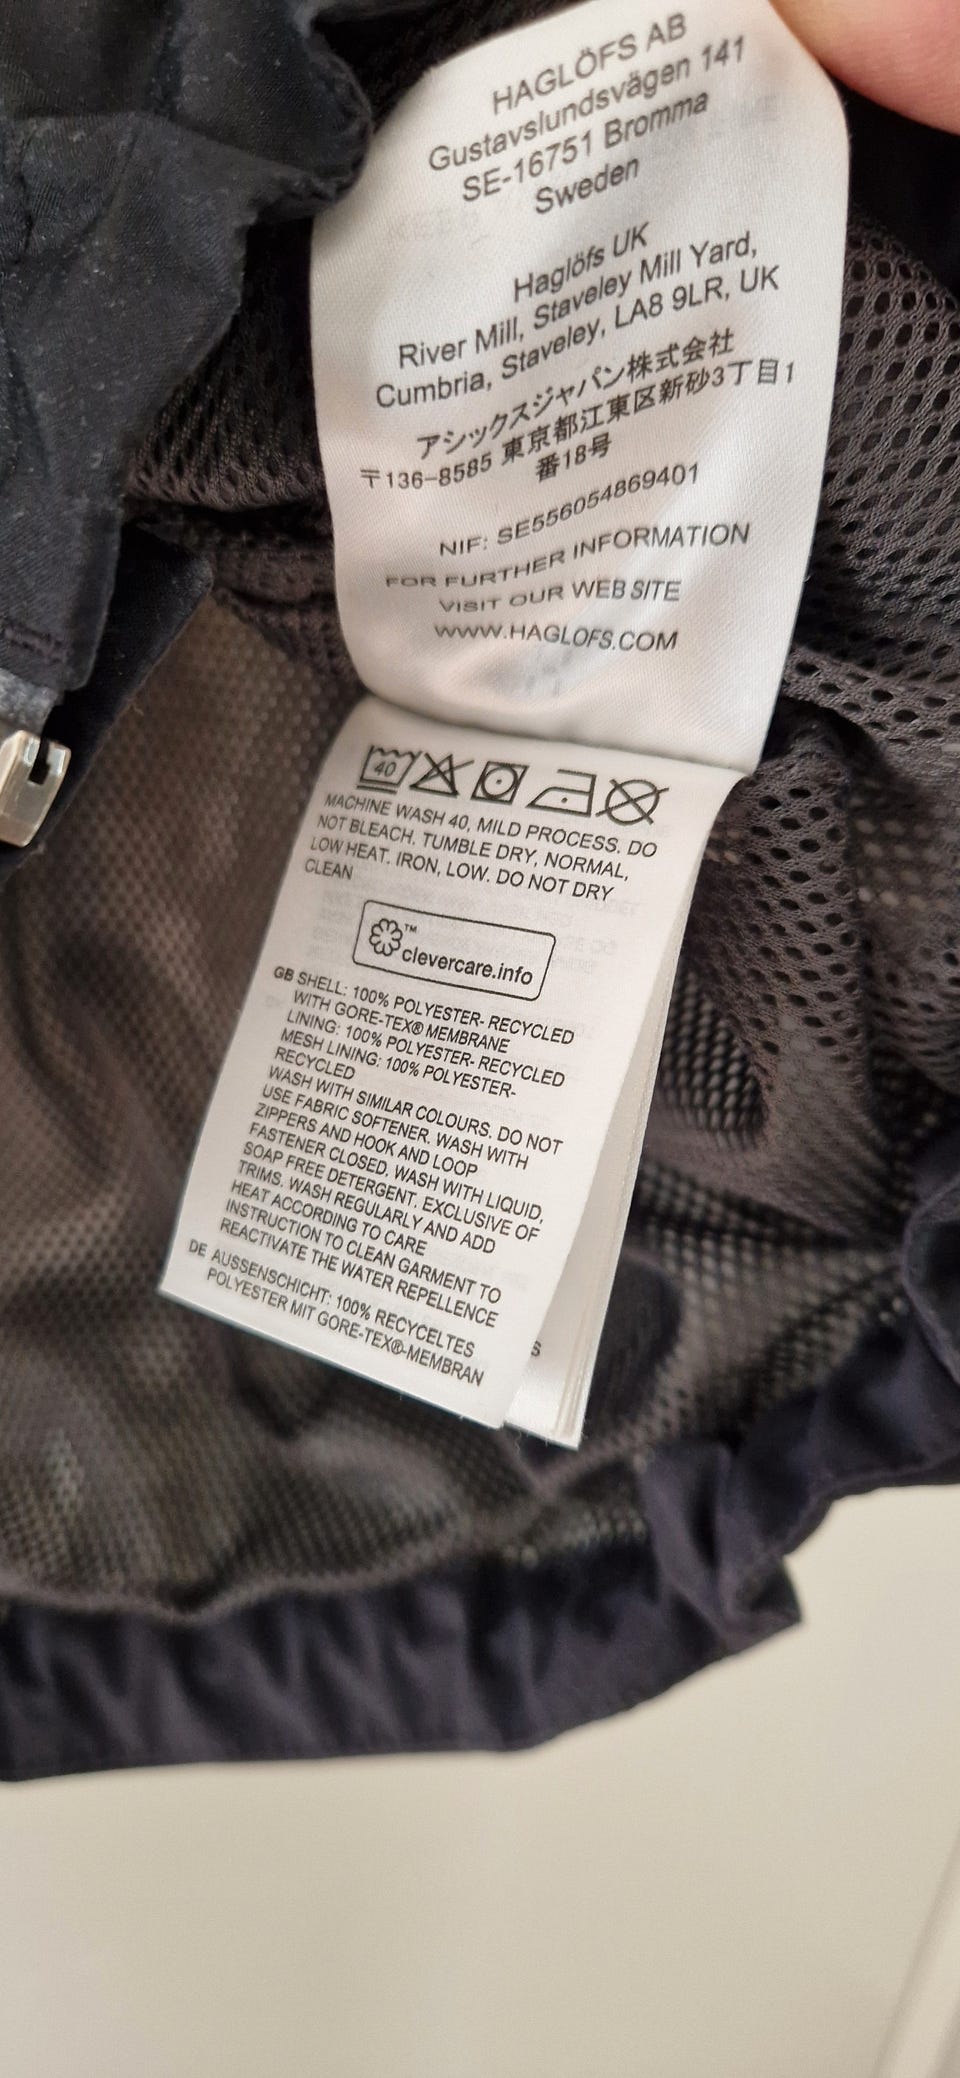 HAGLÖFS AB
Gustavslundsvägen 141
SE-16751 Bromma
Sweden
Haglöfs UK
River Mill, Staveley Mill Yard,
Cumbria, Staveley, LA8 9LR, UK
アシックスジャパン株式会社
〒136-8585 東京都江東区新砂3丁目1
番18号
NIF: SE556054869401
FOR FURTHER INFORMATION
VISIT OUR WEB SITE
WWW.HAGLOFS.COM
40
MACHINE WASH 40, MILD PROCESS. DO
NOT BLEACH. TUMBLE DRY, NORMAL,
LOW HEAT. IRON, LOW. DO NOT DRY
CLEAN
™
clevercare.info
GB SHELL: 100% POLYESTER- RECYCLED
WITH GORE-TEX® MEMBRANE
LINING: 100% POLYESTER- RECYCLED
MESH LINING: 100% POLYESTER-
RECYCLED
WASH WITH SIMILAR COLOURS. DO NOT
USE FABRIC SOFTENER. WASH WITH
ZIPPERS AND HOOK AND LOOP
FASTENER CLOSED. WASH WITH LIQUID,
SOAP FREE DETERGENT. EXCLUSIVE OF
TRIMS. WASH REGULARLY AND ADD
HEAT ACCORDING TO CARE
INSTRUCTION TO CLEAN GARMENT TO
REACTIVATE THE WATER REPELLENCE
DE AUSSENSCHICHT: 100% RECYCELTES
POLYESTER MIT GORE-TEX®-MEMBRAN
S